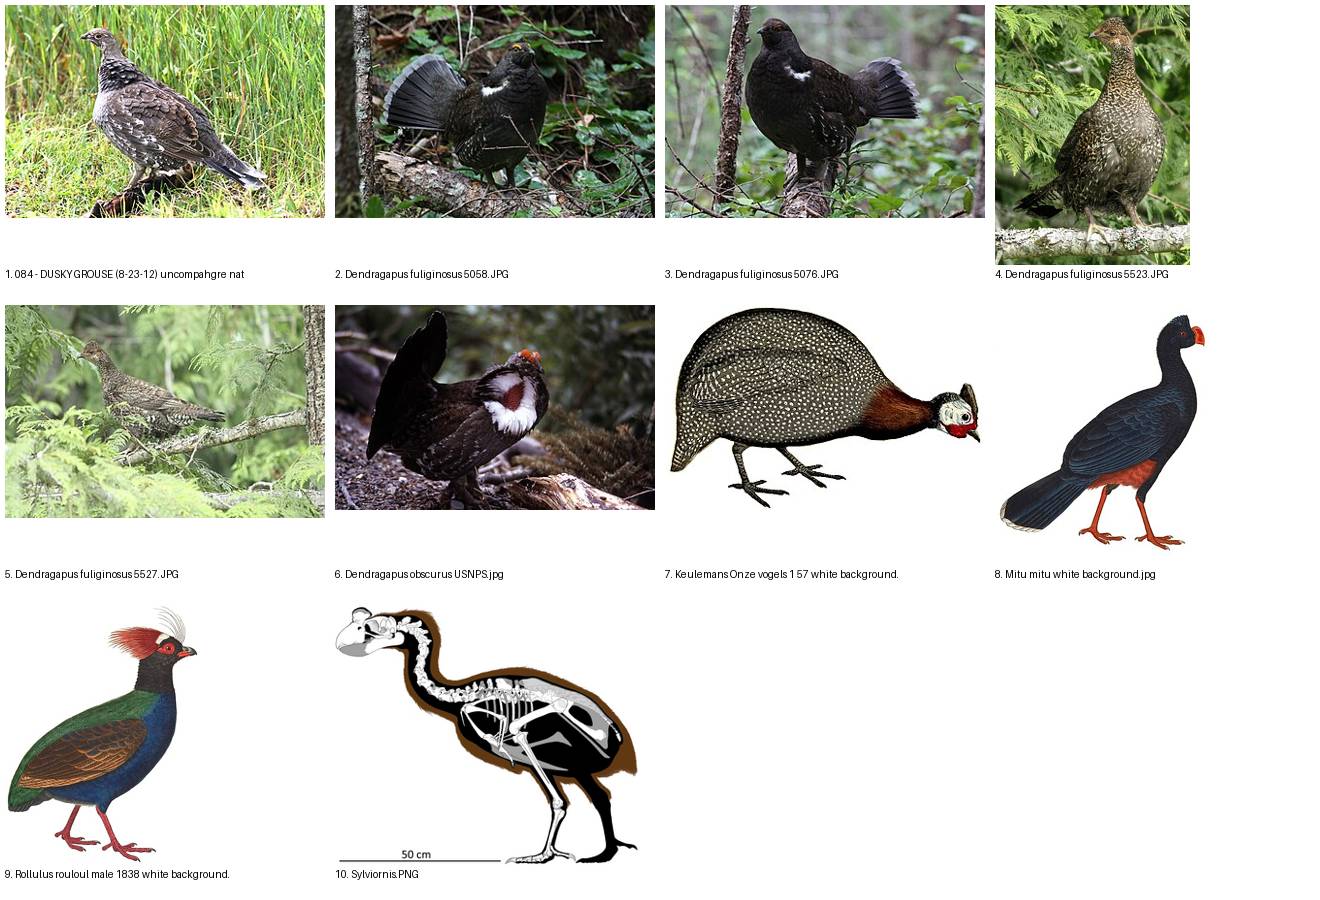 1. 084 - DUSKY GROUSE (8-23-12) uncompahgre nat
2. Dendragapus fuliginosus 5058.JPG
3. Dendragapus fuliginosus 5076.JPG
4. Dendragapus fuliginosus 5523.JPG
5. Dendragapus fuliginosus 5527.JPG
6. Dendragapus obscurus USNPS.jpg
7. Keulemans Onze vogels 1 57 white background.
8. Mitu mitu white background.jpg
50 cm
9. Rollulus rouloul male 1838 white background.
10. Sylviornis.PNG